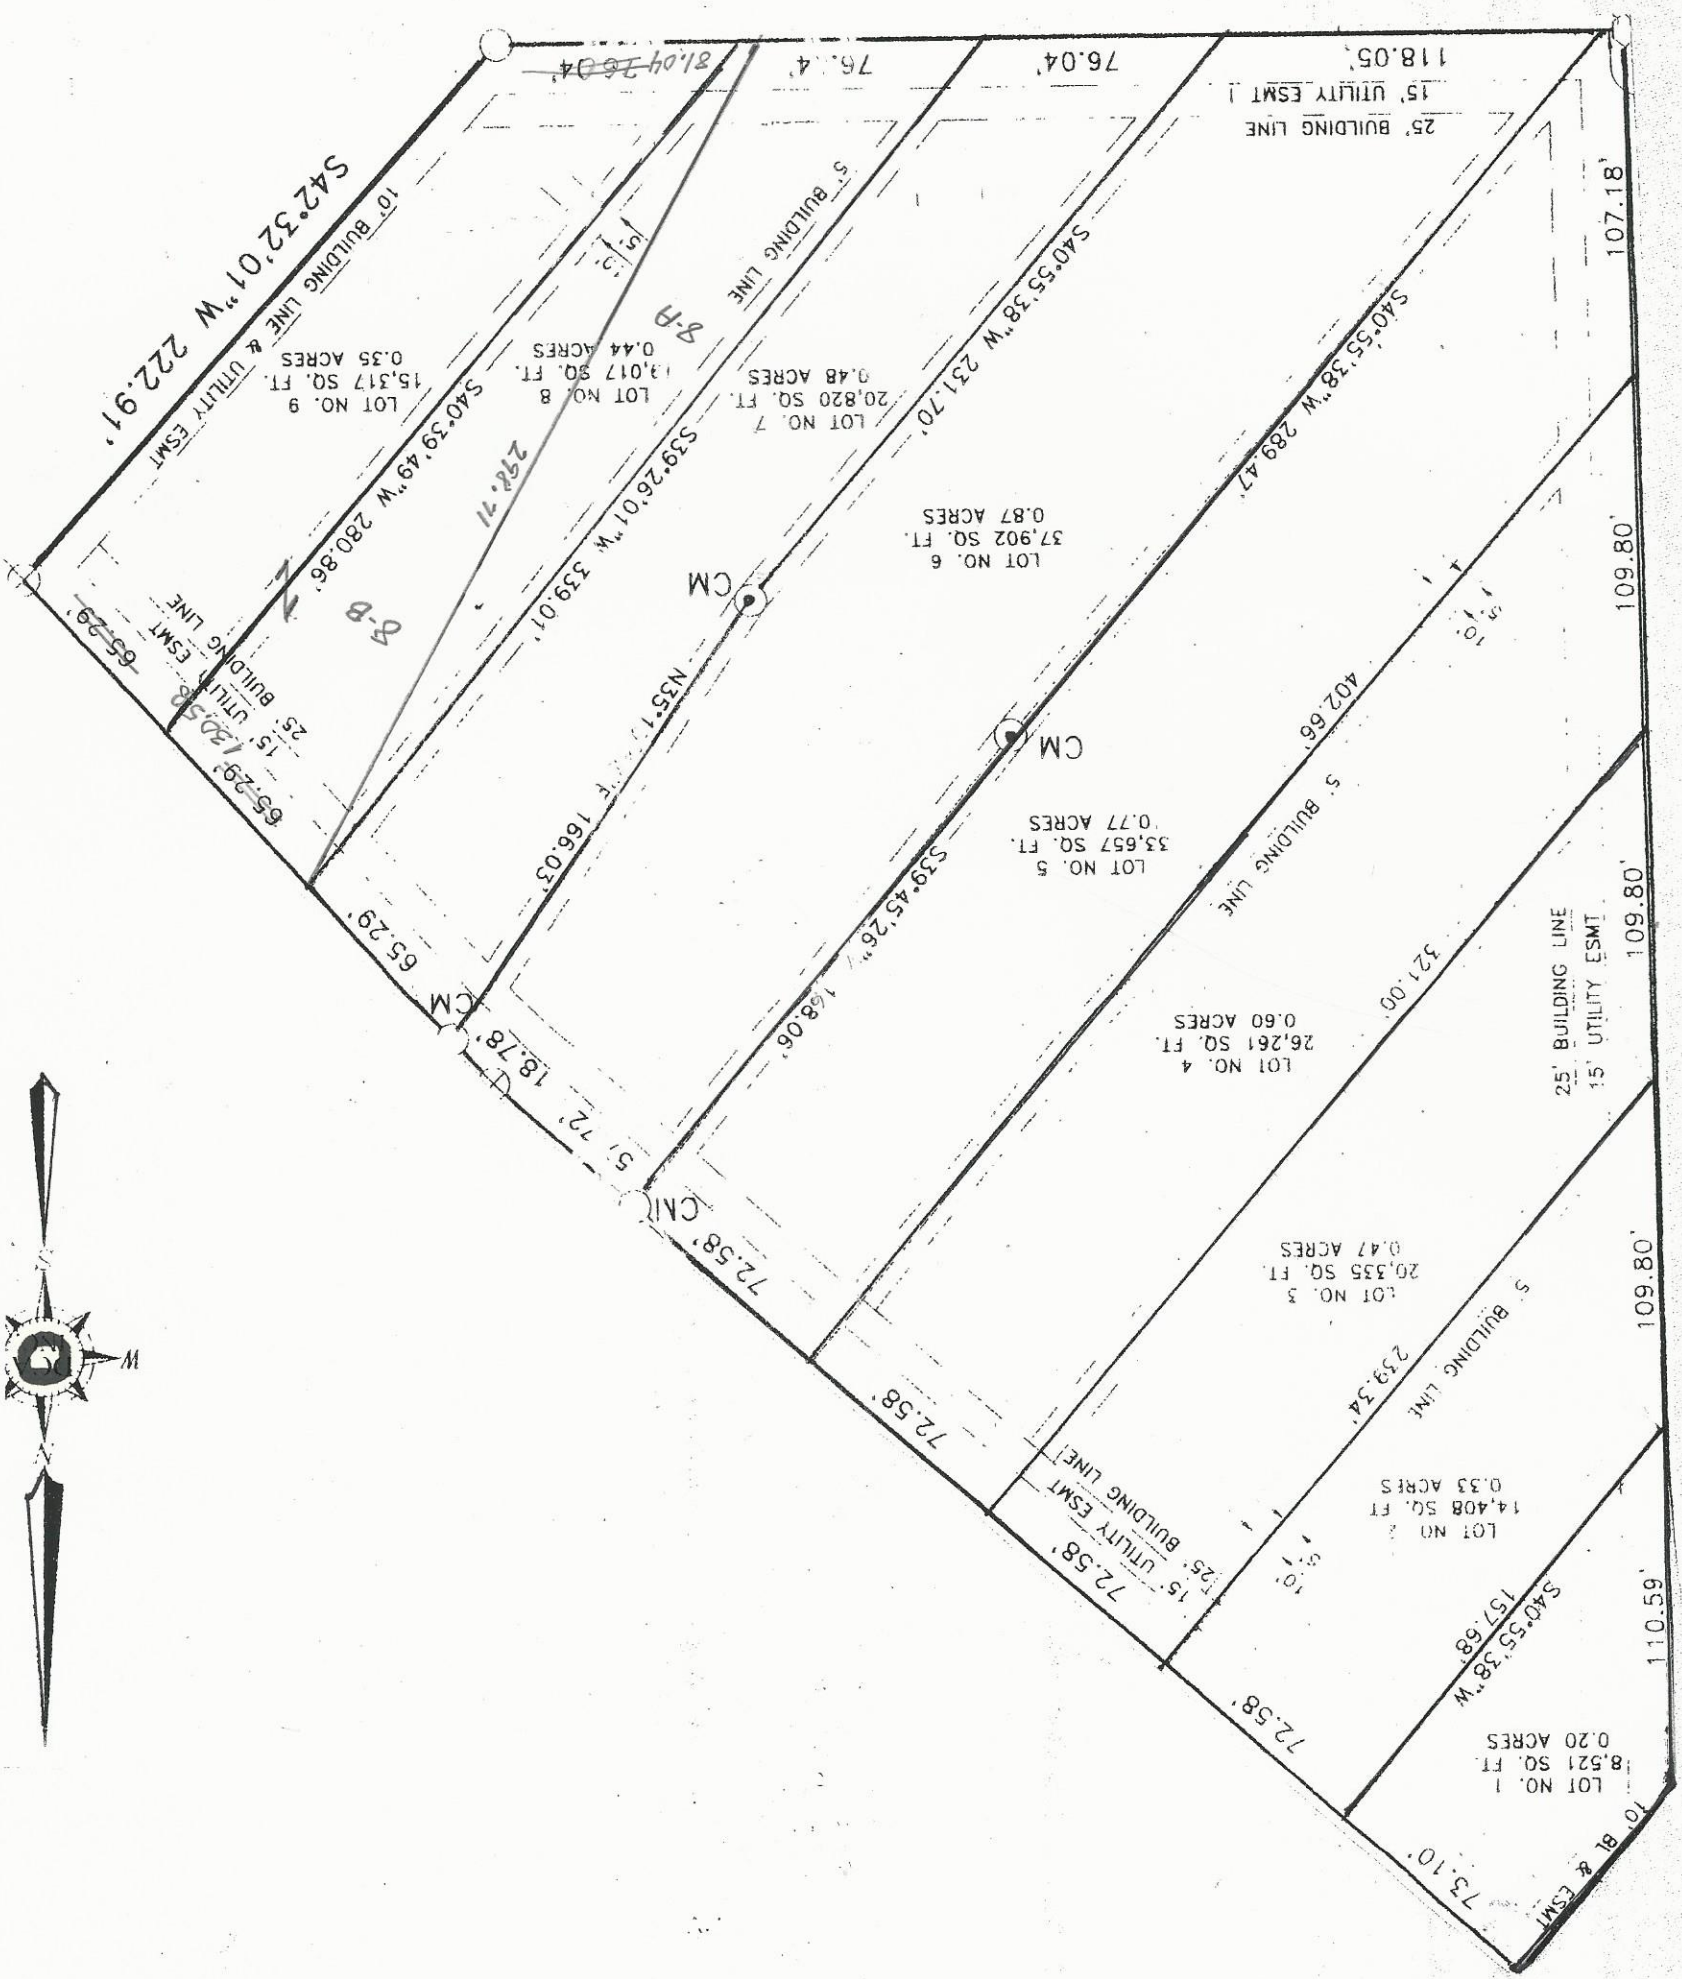 LOT NO. 1
8,521 SQ. FT.
0.20 ACRES
10' BL & ESMT
73.10'
110.59'
S40°55'38"W
157.68'
LOT NO. 2
14,408 SQ. FT
0.33 ACRES
72.58'
5' BUILDING LINE
239.34'
10'
5'
109.80'
LOT NO. 3
20,335 SQ. FT.
0.47 ACRES
72.58'
15' UTILITY ESMT
25' BUILDING LINE
321.00'
109.80'
25' BUILDING LINE
15' UTILITY ESMT
LOT NO. 4
26,261 SQ. FT.
0.60 ACRES
72.58'
5' BUILDING LINE
402.66'
10'
5'
109.80'
LOT NO. 5
33,657 SQ. FT.
0.77 ACRES
72.58'
CM
S39°45'26"
168.06'
CM
S40°55'38"W 289.47'
107.18'
LOT NO. 6
37,902 SQ. FT.
0.87 ACRES
72'
18.78'
CM
166.03'
CM
S40°55'38"W 231.70'
118.05'
15' UTILITY ESMT
25' BUILDING LINE
LOT NO. 7
20,820 SQ. FT.
0.48 ACRES
65.29'
76.04'
5' BUILDING LINE
S39°26'01"W 339.01'
8-A
LOT NO. 8
0.44 ACRES
298.71
8-B
65.29'
130.58
15' UTILITY ESMT
25' BUILDING LINE
S40°39'49"W 280.86'
5'
5'
LOT NO. 9
15,317 SQ. FT.
0.35 ACRES
65.29'
81.04 76.04'
10' BUILDING LINE & UTILITY ESMT
S42°32'01"W 222.91'
S
W
N